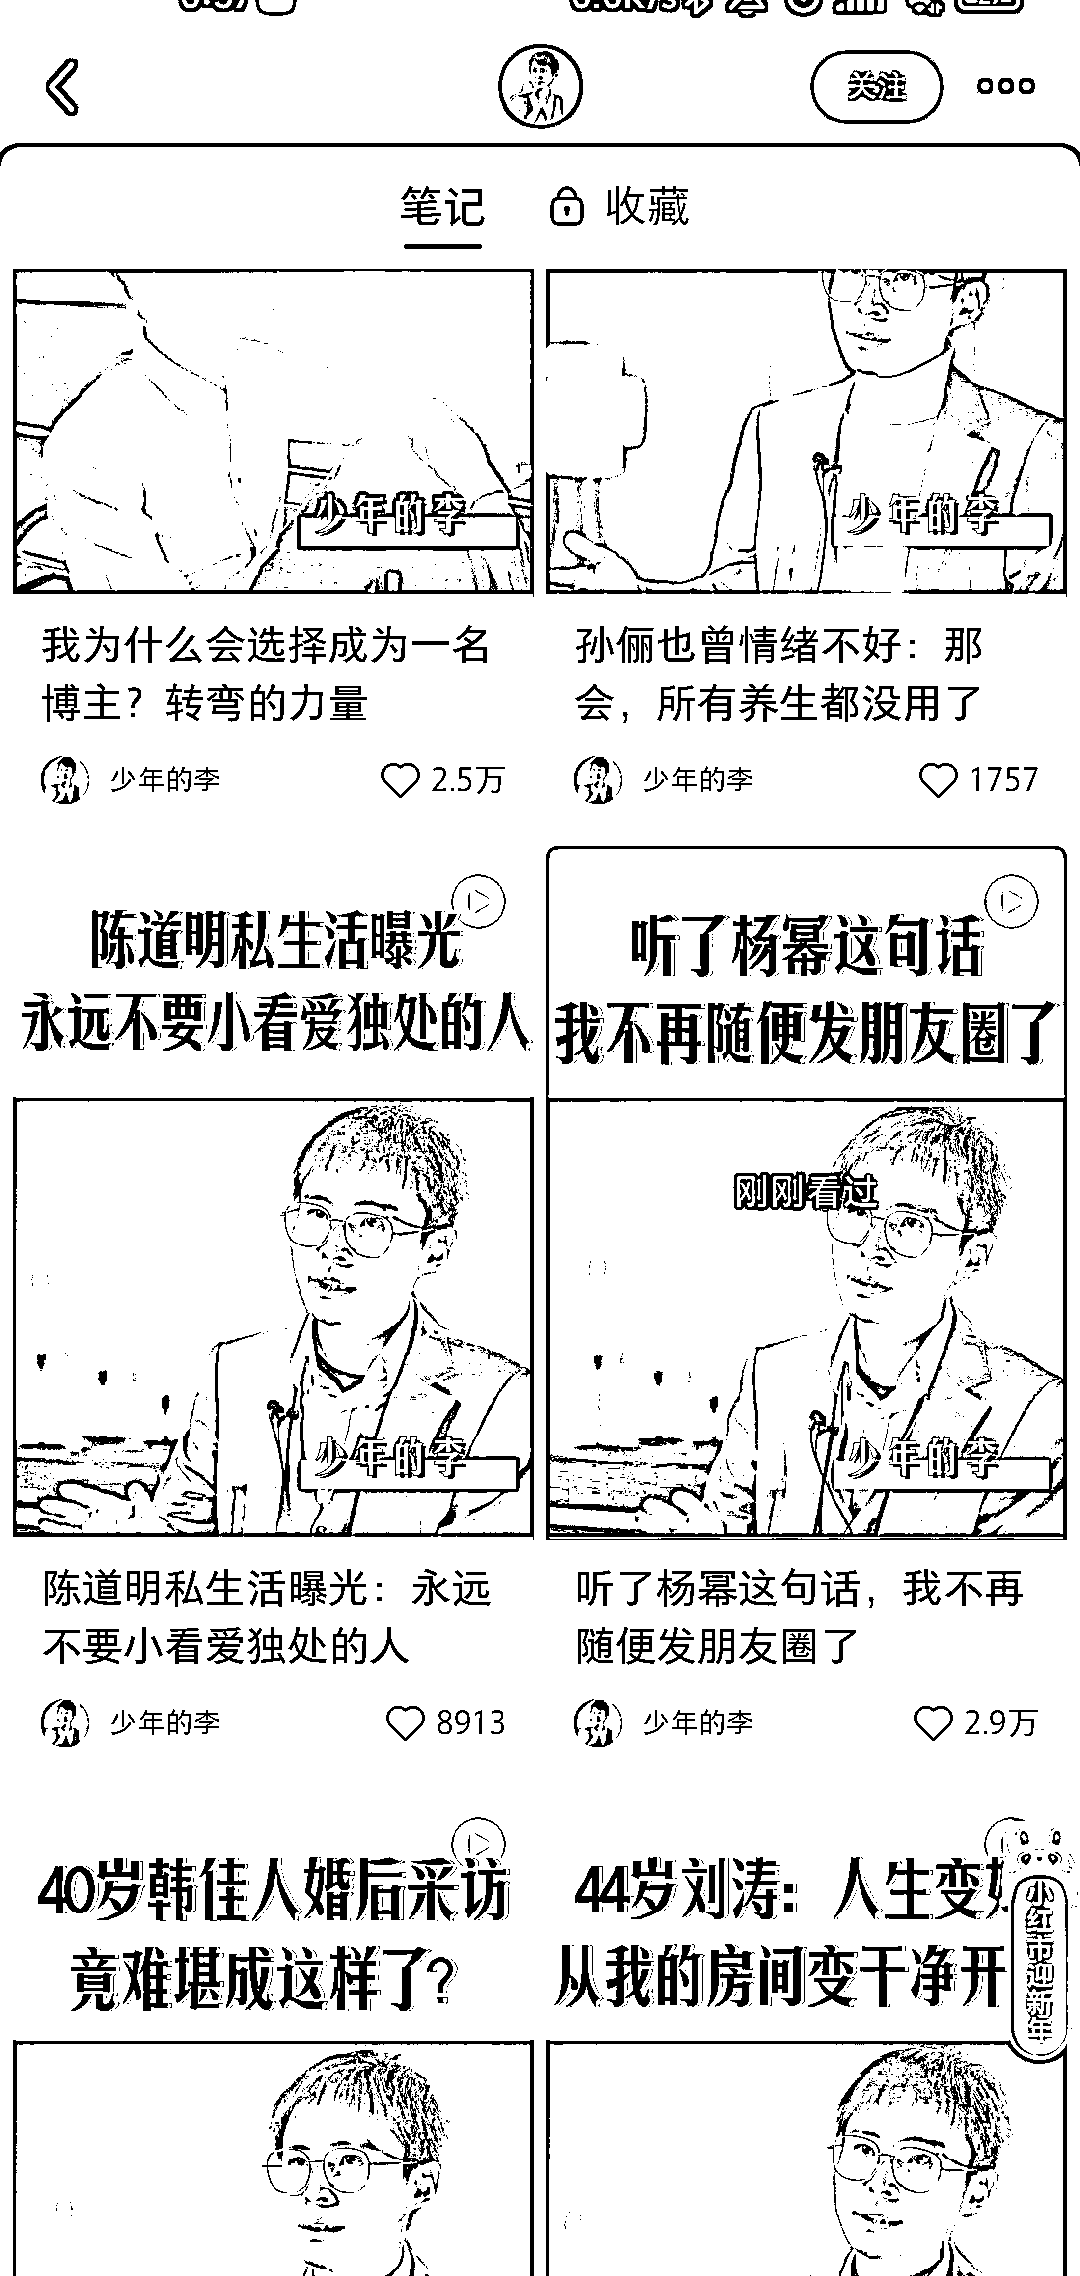 关注
笔记 收藏
少年的李
少年的李
我为什么会选择成为一名
博主？转弯的力量
少年的李 2.5万
孙俪也曾情绪不好：那
会，所有养生都没用了
少年的李 1757
陈道明私生活曝光
永远不要小看爱独处的人
少年的李
陈道明私生活曝光：永远
不要小看爱独处的人
少年的李 8913
听了杨幂这句话
我不再随便发朋友圈了
刚刚看过
少年的李
听了杨幂这句话，我不再
随便发朋友圈了
少年的李 2.9万
40岁韩佳人婚后采访
竟难堪成这样了?
44岁刘涛：人生变
从我的房间变干净开
小红书迎新年